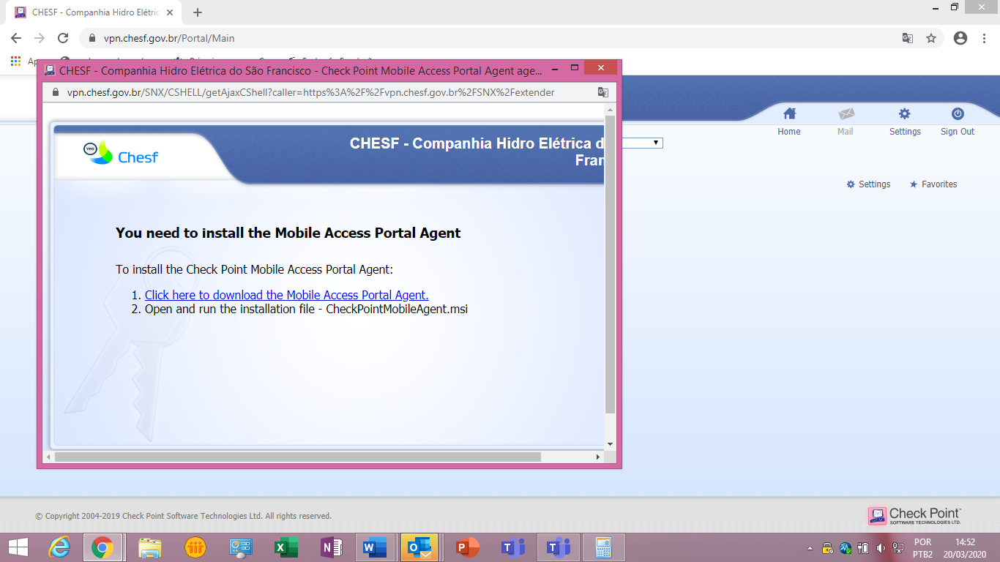 CHESF - Companhia Hidro Elétric
vpn.chesf.gov.br/Portal/Main
Ap
CHESF - Companhia Hidro Elétrica do São Francisco - Check Point Mobile Access Portal Agent age...
vpn.chesf.gov.br/SNX/CSHELL/getAjaxCShell?caller=https%3A%2F%2Fvpn.chesf.gov.br%2FSNX%2Fextender
Home
Mail
Settings
Sign Out
VPN
Chesf
CHESF - Companhia Hidro Elétrica d
Fran
Settings
Favorites
You need to install the Mobile Access Portal Agent
To install the Check Point Mobile Access Portal Agent:
1. Click here to download the Mobile Access Portal Agent.
2. Open and run the installation file - CheckPointMobileAgent.msi
© Copyright 2004-2019 Check Point Software Technologies Ltd. All rights reserved.
Check Point™
SOFTWARE TECHNOLOGIES LTD.
POR
PTB2
14:52
20/03/2020